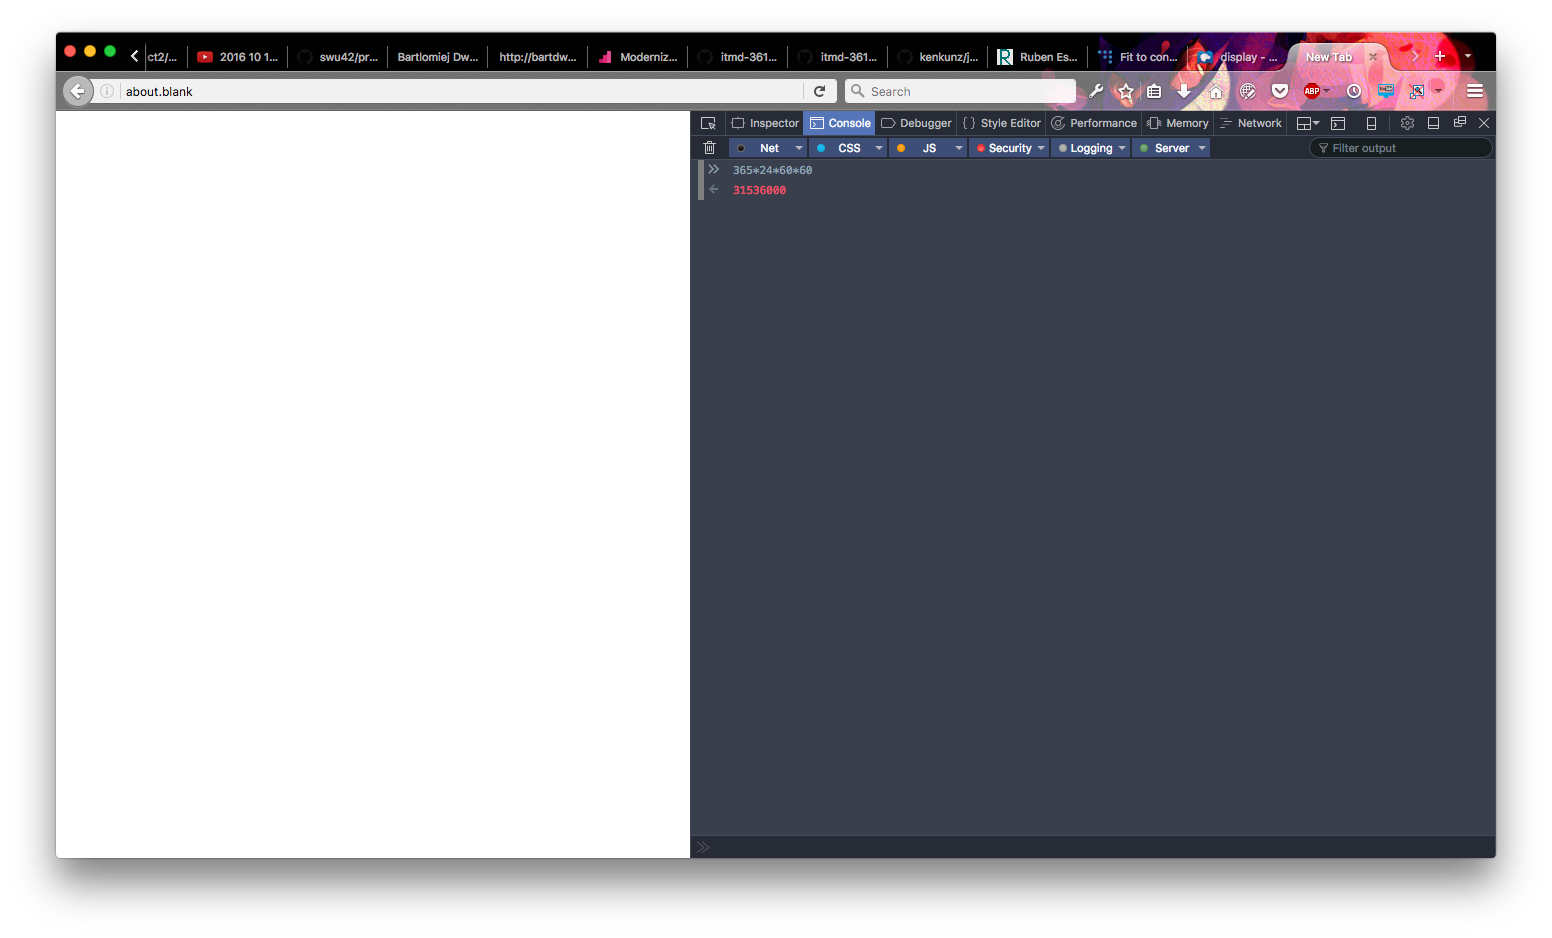 ct2/... 2016 10 1... swu42/pr... Bartlomiej Dw... http://bartdw... Moderniz... itmd-361... itmd-361... kenkunz/j... Ruben Es... Fit to con... display - ... New Tab
about.blank Search ABP
Inspector Console Debugger { } Style Editor Performance Memory Network
Net CSS JS Security Logging Server Filter output
365*24*60*60
31536000